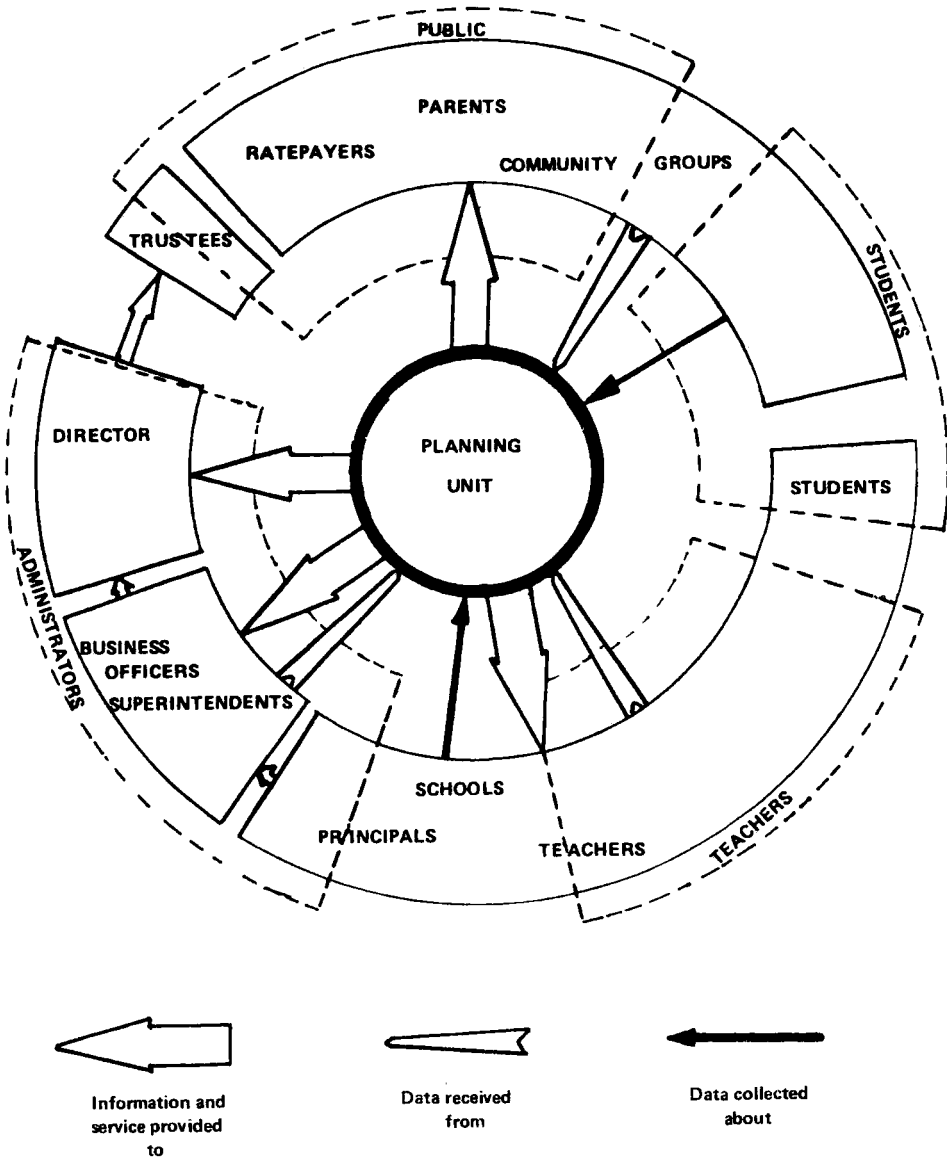 PUBLIC
PARENTS
RATEPAYERS
COMMUNITY GROUPS
TRUSTEES
STUDENTS
DIRECTOR
PLANNING
UNIT
STUDENTS
ADMINISTRATORS
BUSINESS
OFFICERS
SUPERINTENDENTS
SCHOOLS
PRINCIPALS
TEACHERS
TEACHERS
Information and
service provided
to
Data received
from
Data collected
about